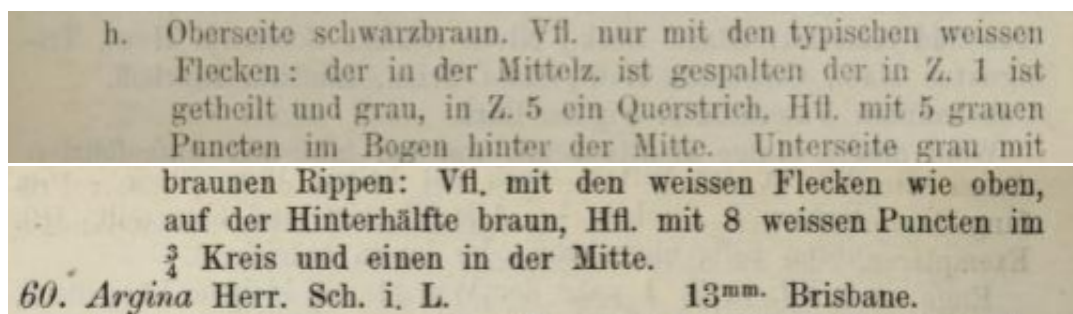 h. Oberseite schwarzbraun. Vfl. nur mit den typischen weissen
Flecken: der in der Mittelz. ist gespalten der in Z. 1 ist
getheilt und grau, in Z. 5 ein Querstrich. Hfl. mit 5 grauen
Puncten im Bogen hinter der Mitte. Unterseite grau mit
braunen Rippen: Vfl. mit den weissen Flecken wie oben,
auf der Hinterhälfte braun, Hfl. mit 8 weissen Puncten im
¾ Kreis und einen in der Mitte.
60. Argina Herr. Sch. i. L. 13mm. Brisbane.